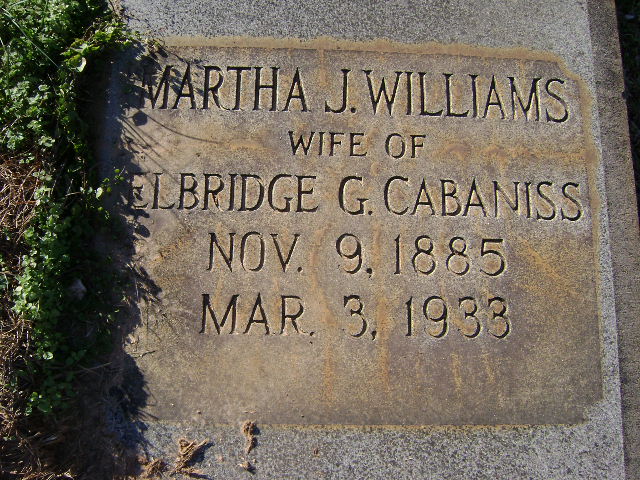 MARTHA J. WILLIAMS
WIFE OF
ELBRIDGE G. CABANISS
NOV. 9, 1885
MAR. 3, 1933